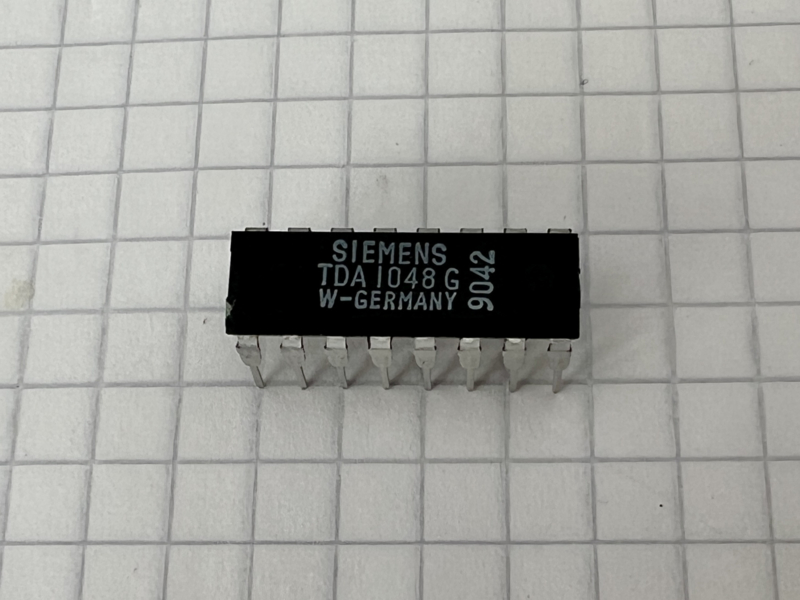 SIEMENS
TDA 1048 G
W-GERMANY
9042